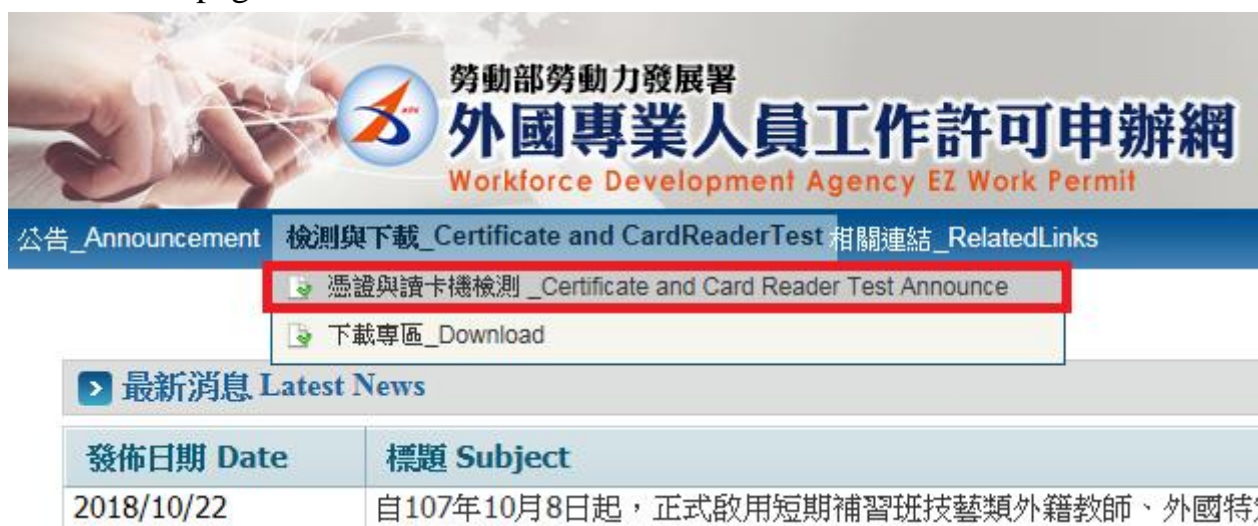 page
勞動部勞動力發展署
外國專業人員工作許可申辦網
Workforce Development Agency EZ Work Permit
公告_Announcement 檢測與下載_Certificate and CardReaderTest 相關連結_RelatedLinks
憑證與讀卡機檢測 _Certificate and Card Reader Test Announce
下載專區_Download
最新消息 Latest News
發佈日期 Date 標題 Subject
2018/10/22 自107年10月8日起，正式啟用短期補習班技藝類外籍教師、外國特